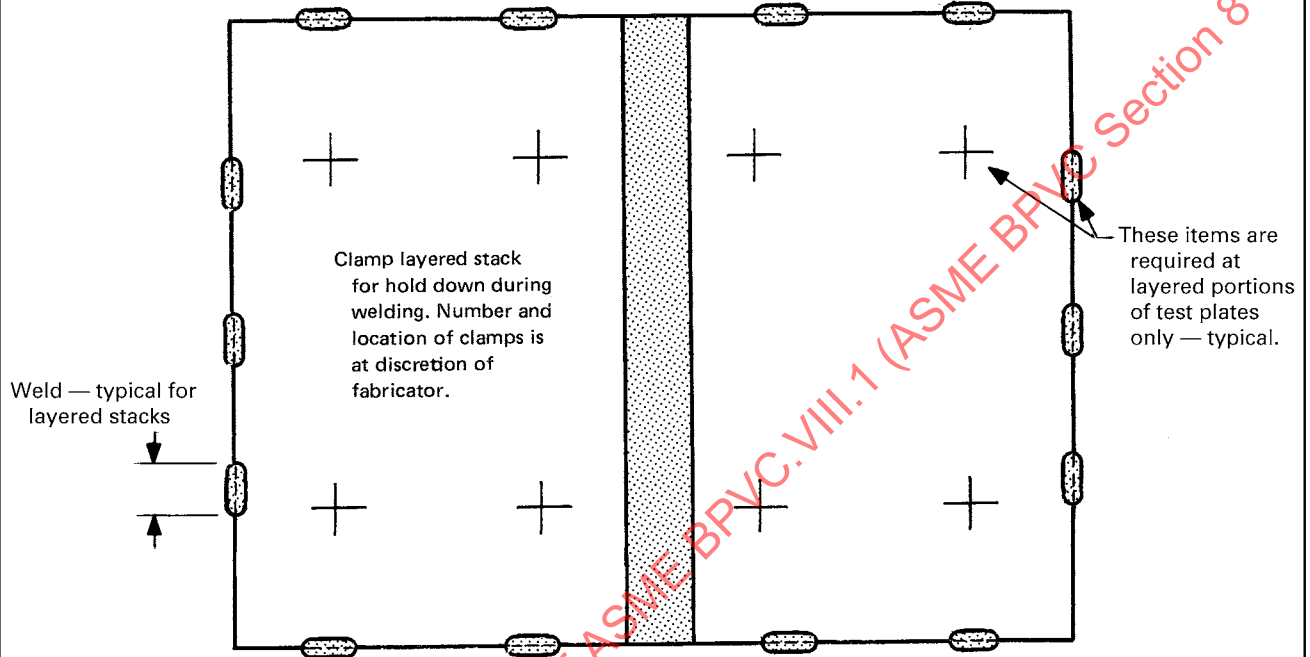 Clamp layered stack
for hold down during
welding. Number and
location of clamps is
at discretion of
fabricator.
These items are
required at
layered portions
of test plates
only — typical.
Weld — typical for
layered stacks
ASME BPVC.VIII.1 (ASME BPVC Section 8